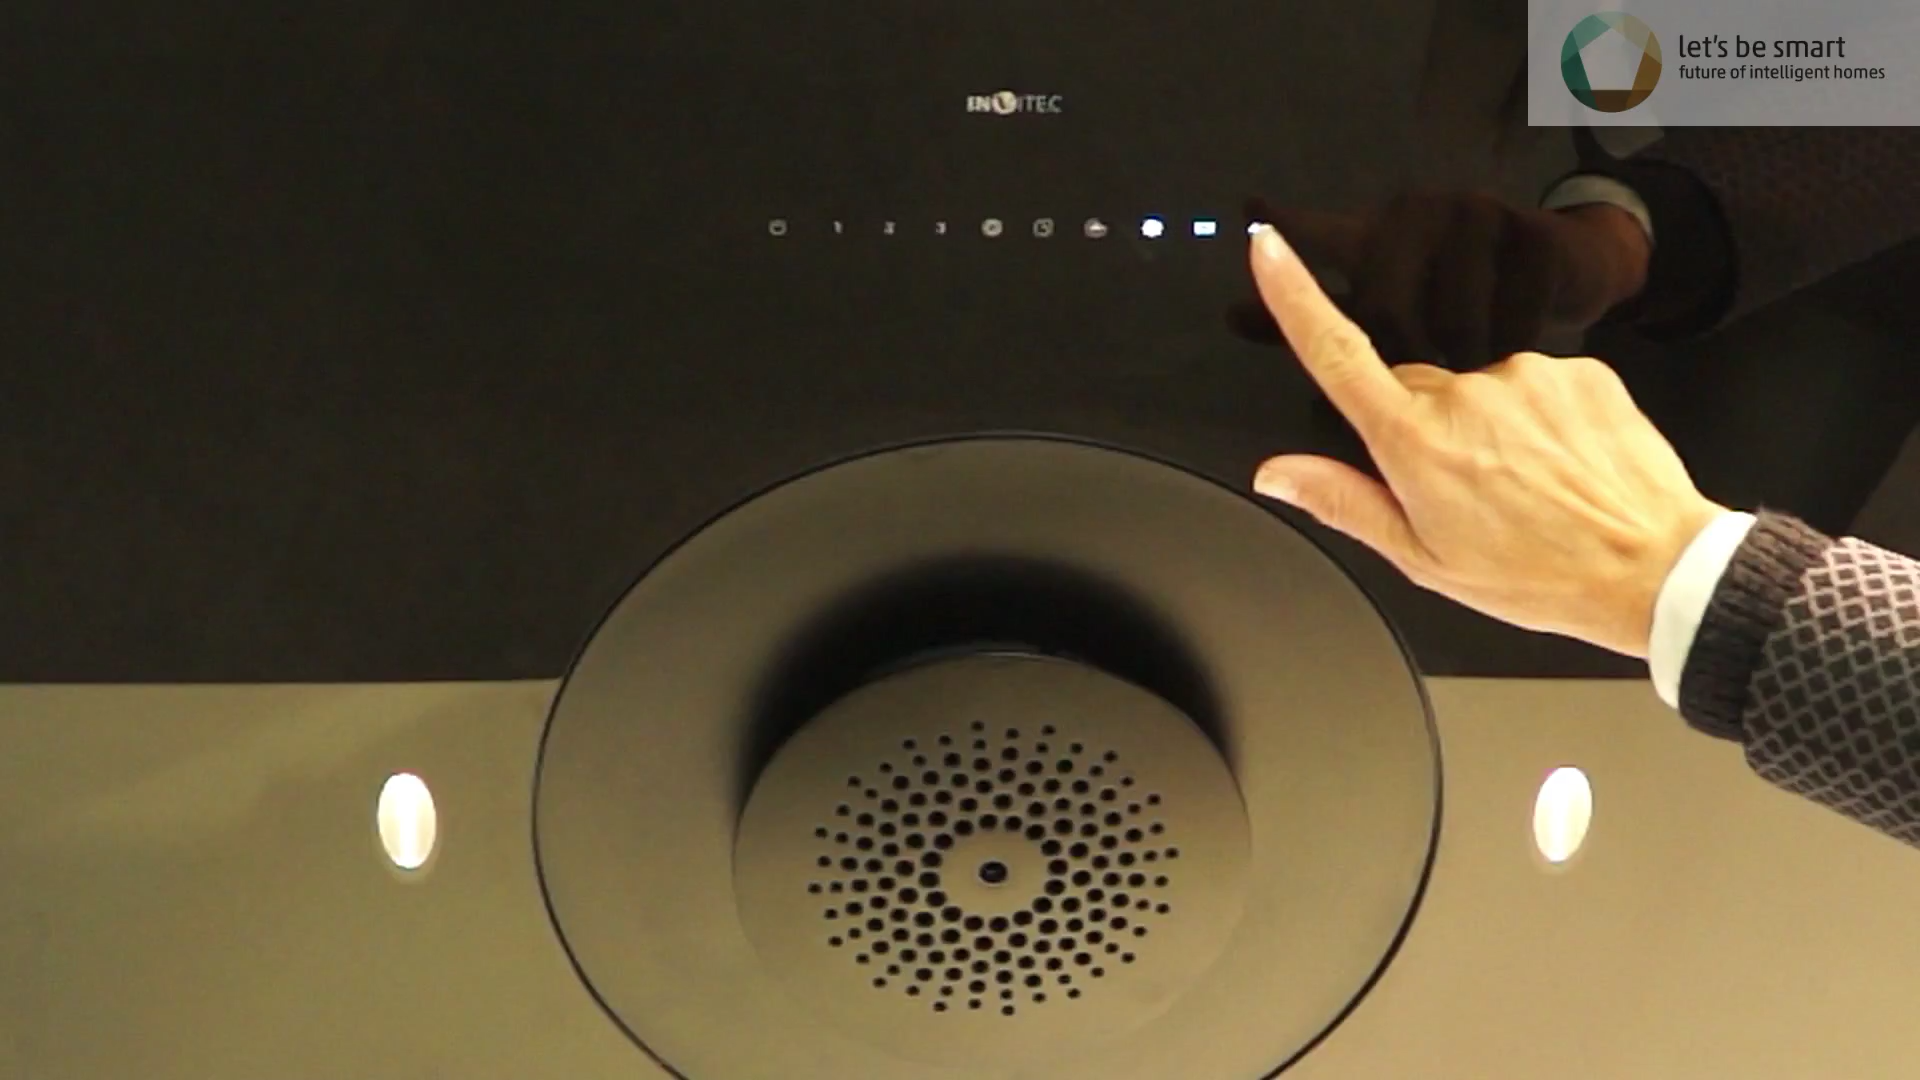 let's be smart
future of intelligent homes
1 2 3